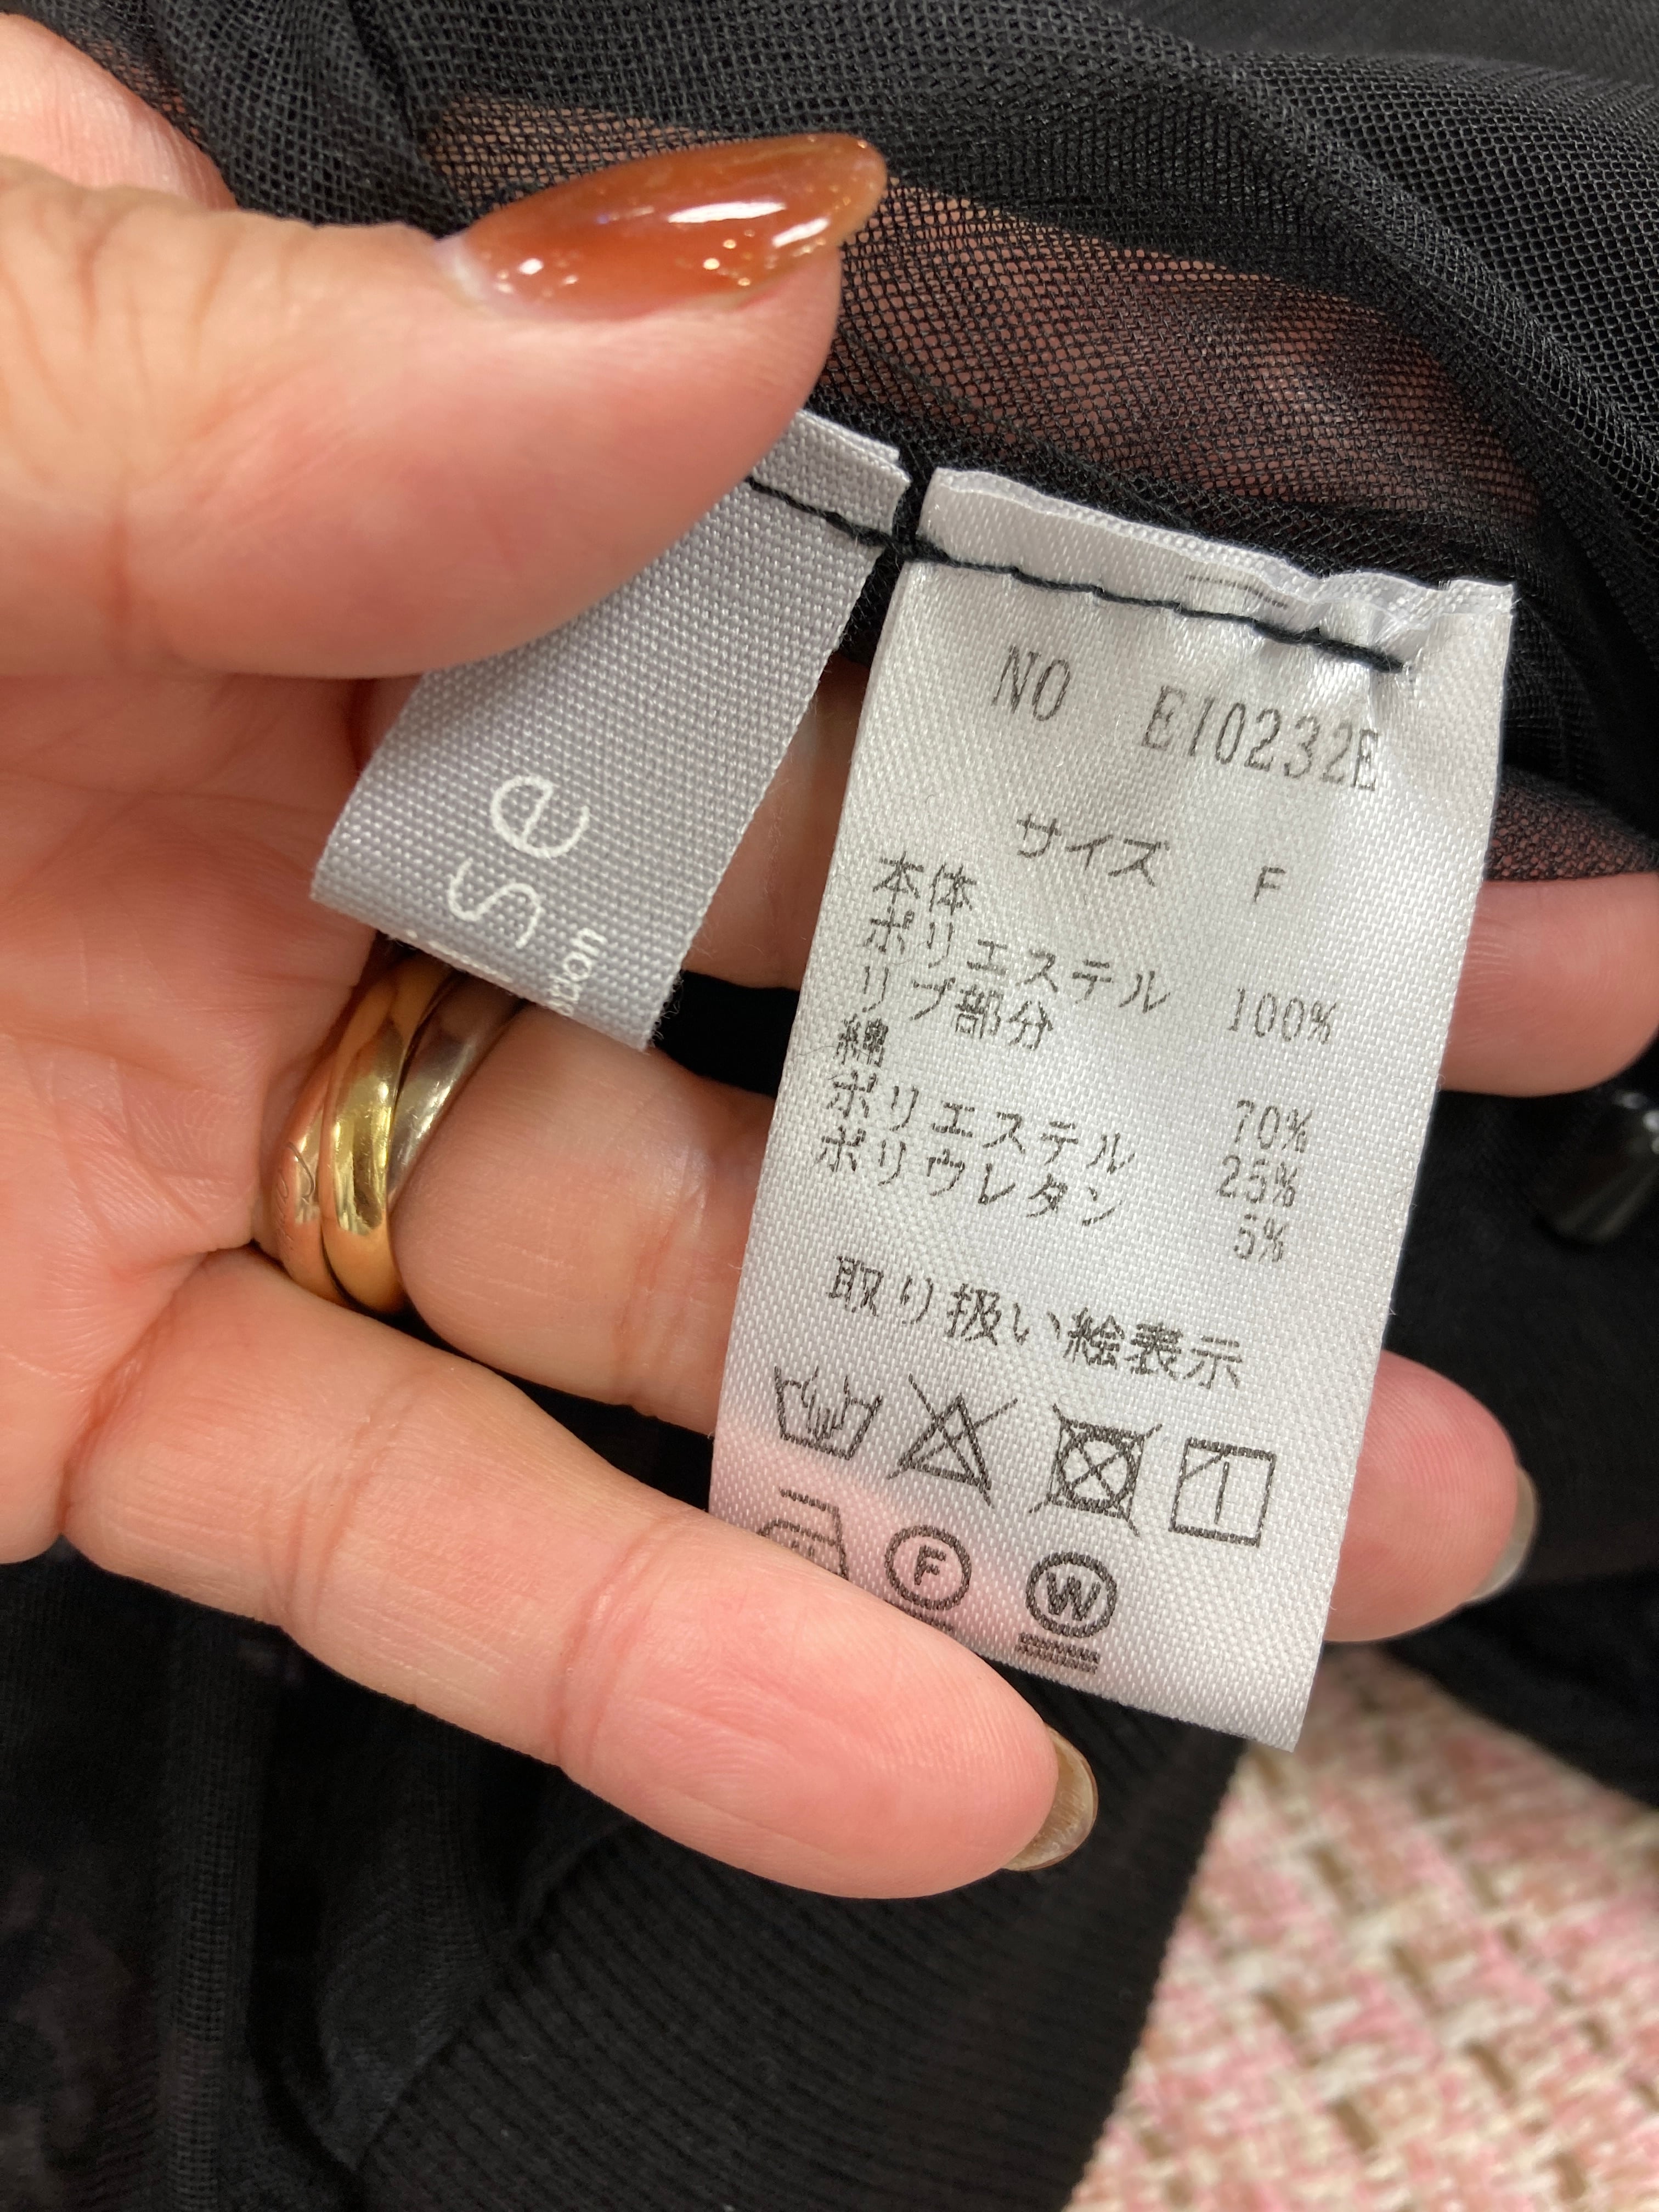 se
NO E10232E
サイズ F
本体
ポリエステル 100%
リブ部分
綿 70%
ポリエステル 25%
ポリウレタン 5%
取り扱い絵表示
F W